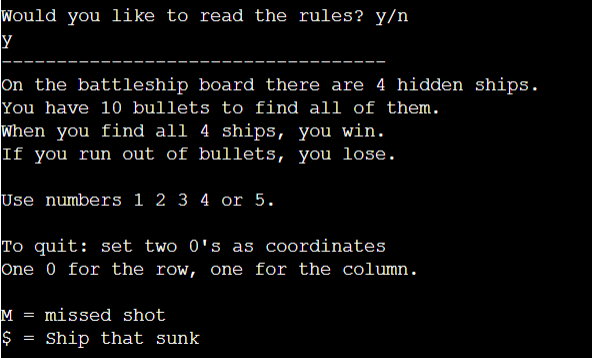 Would you like to read the rules? y/n
y
-----------------------------------
On the battleship board there are 4 hidden ships.
You have 10 bullets to find all of them.
When you find all 4 ships, you win.
If you run out of bullets, you lose.
Use numbers 1 2 3 4 or 5.
To quit: set two 0's as coordinates
One 0 for the row, one for the column.
M = missed shot
$ = Ship that sunk